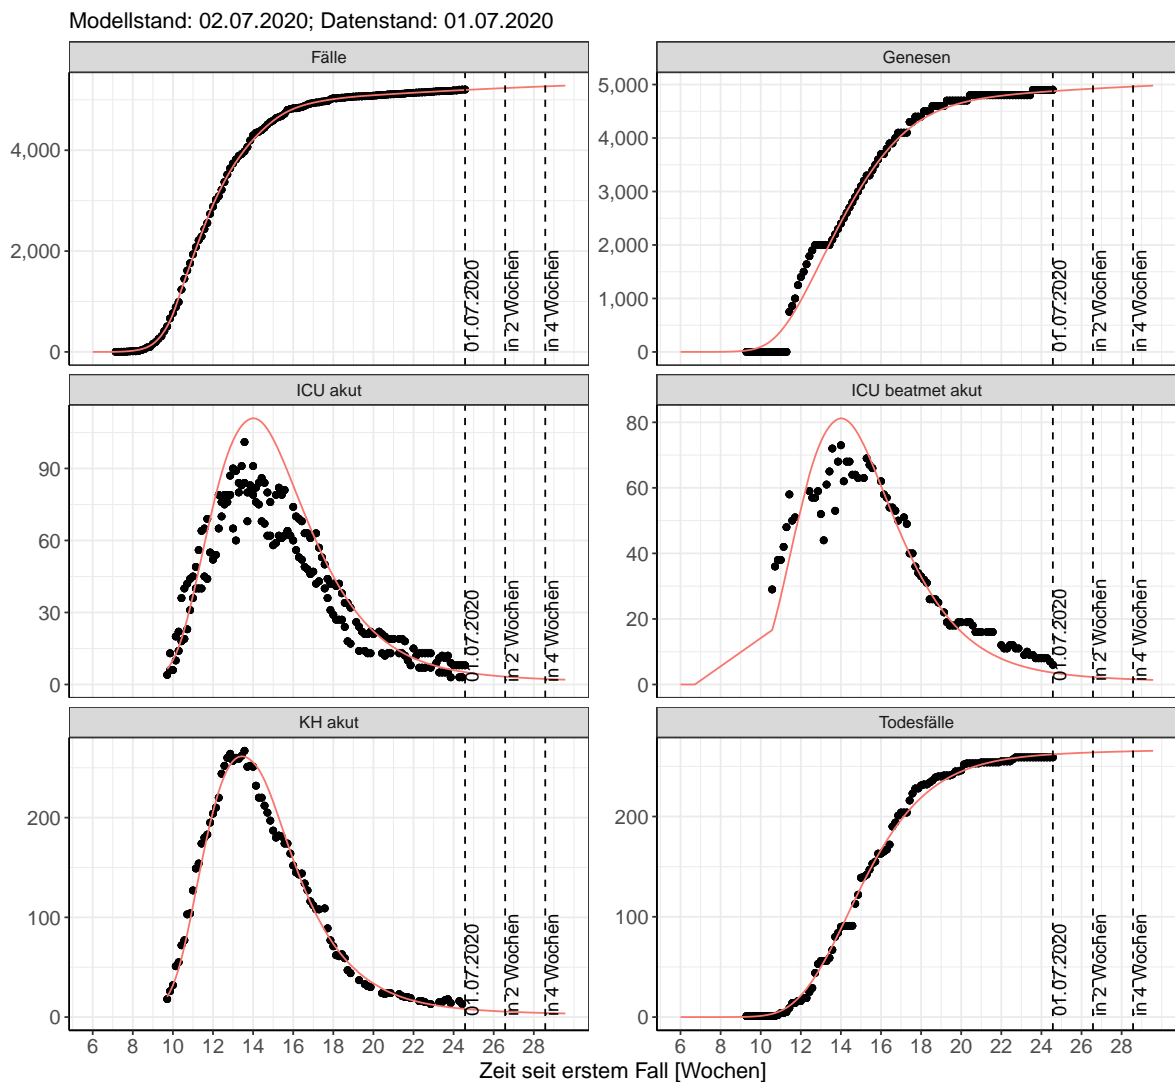 Modellstand: 02.07.2020; Datenstand: 01.07.2020
Fälle
Genesen
4,000
2,000
0
01.07.2020
in 2 Wochen
in 4 Wochen
5,000
4,000
3,000
2,000
1,000
0
01.07.2020
in 2 Wochen
in 4 Wochen
ICU akut
ICU beatmet akut
90
60
30
0
01.07.2020
in 2 Wochen
in 4 Wochen
80
60
40
20
0
01.07.2020
in 2 Wochen
in 4 Wochen
KH akut
Todesfälle
200
100
0
01.07.2020
in 2 Wochen
in 4 Wochen
200
100
0
01.07.2020
in 2 Wochen
in 4 Wochen
6 8 10 12 14 16 18 20 22 24 26 28
6 8 10 12 14 16 18 20 22 24 26 28
Zeit seit erstem Fall [Wochen]